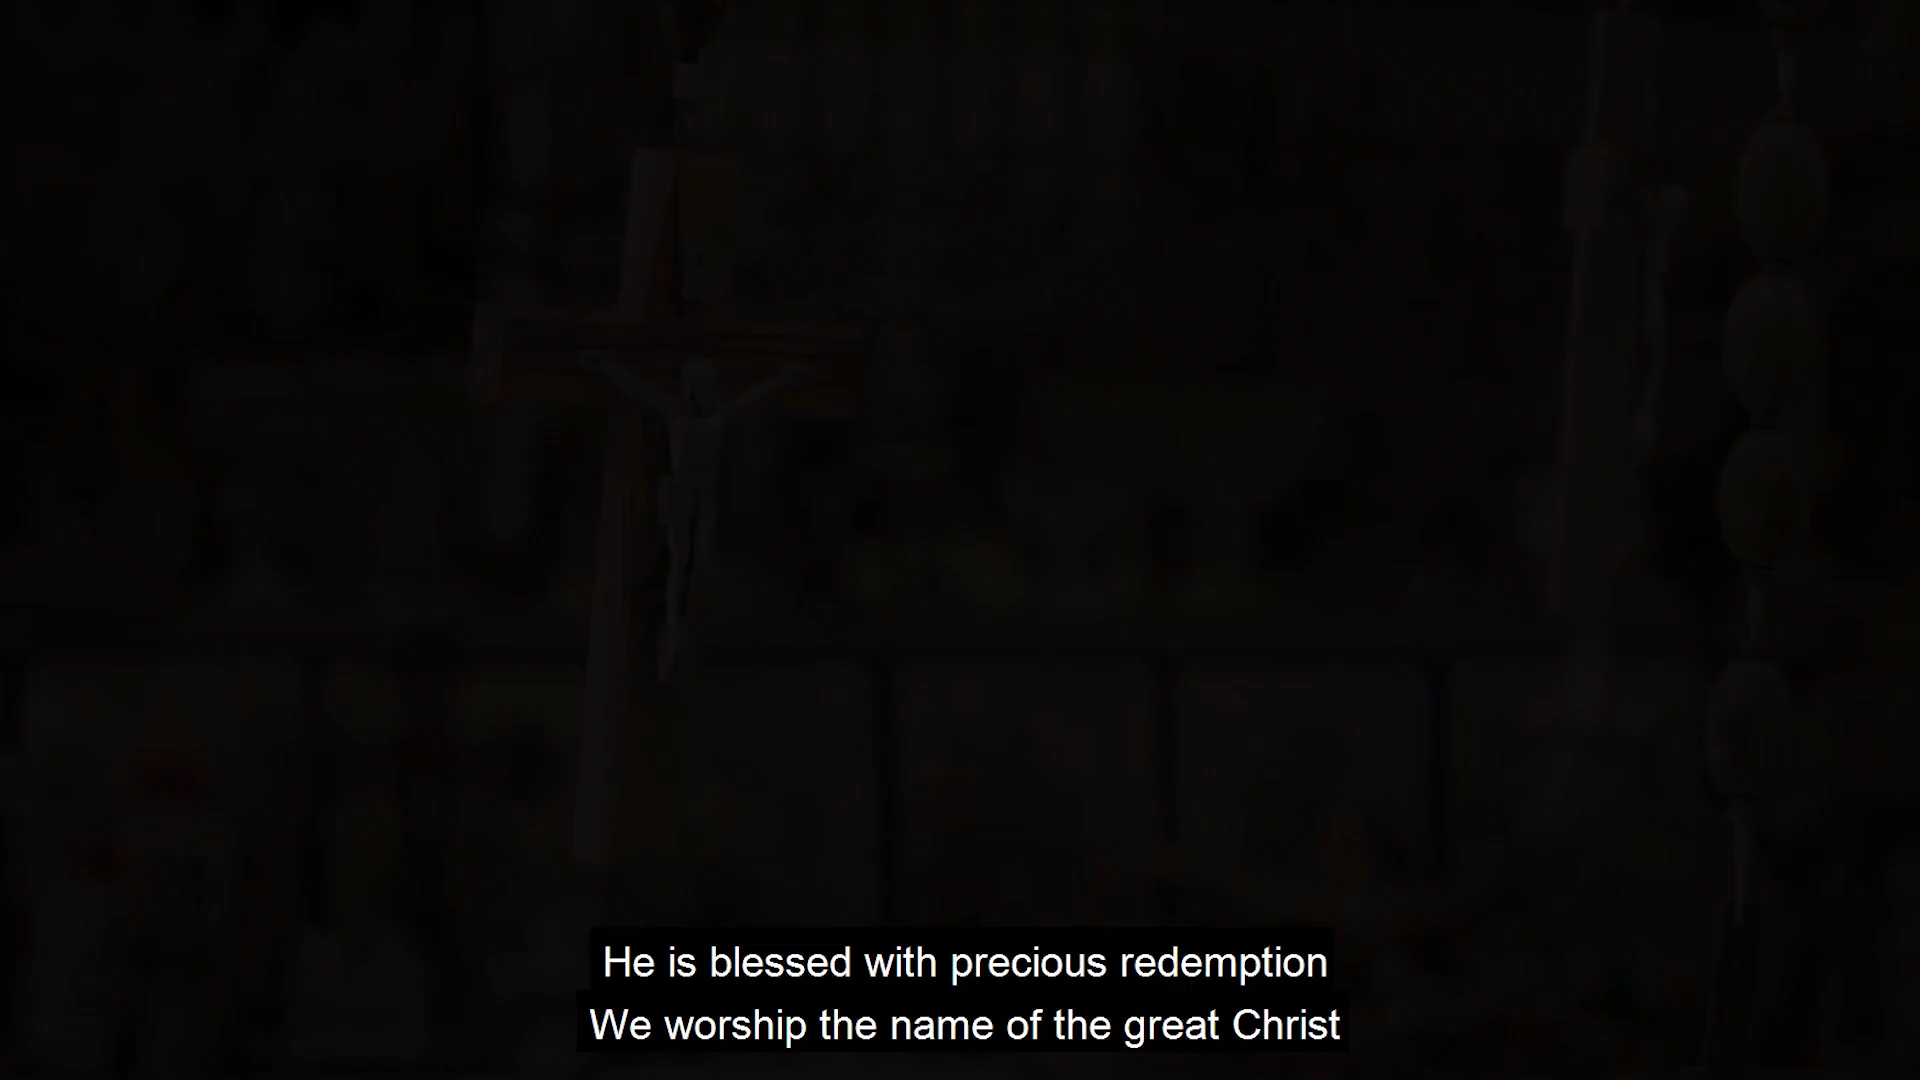 He is blessed with precious redemption
We worship the name of the great Christ